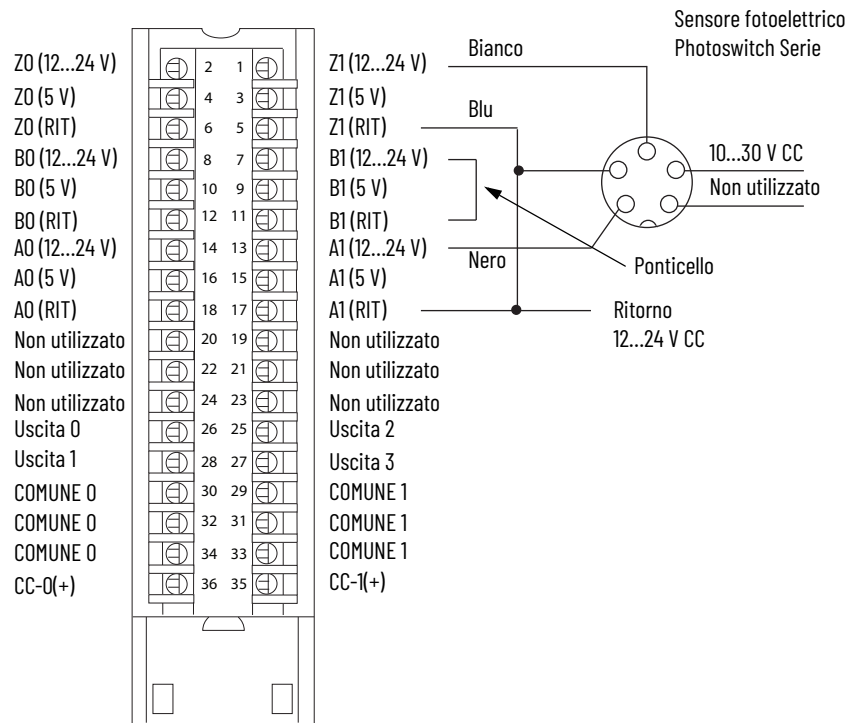 Sensore fotoelettrico
Photoswitch Serie
Z0 (12...24 V) 2 1 Z1 (12...24 V) Bianco
Z0 (5 V) 4 3 Z1 (5 V)
Z0 (RIT) 6 5 Z1 (RIT) Blu
B0 (12...24 V) 8 7 B1 (12...24 V) 10...30 V CC
B0 (5 V) 10 9 B1 (5 V) Non utilizzato
B0 (RIT) 12 11 B1 (RIT)
A0 (12...24 V) 14 13 A1 (12...24 V) Nero
A0 (5 V) 16 15 A1 (5 V) Ponticello
A0 (RIT) 18 17 A1 (RIT) Ritorno
12...24 V CC
Non utilizzato 20 19 Non utilizzato
Non utilizzato 22 21 Non utilizzato
Non utilizzato 24 23 Non utilizzato
Uscita 0 26 25 Uscita 2
Uscita 1 28 27 Uscita 3
COMUNE 0 30 29 COMUNE 1
COMUNE 0 32 31 COMUNE 1
COMUNE 0 34 33 COMUNE 1
CC-0(+) 36 35 CC-1(+)